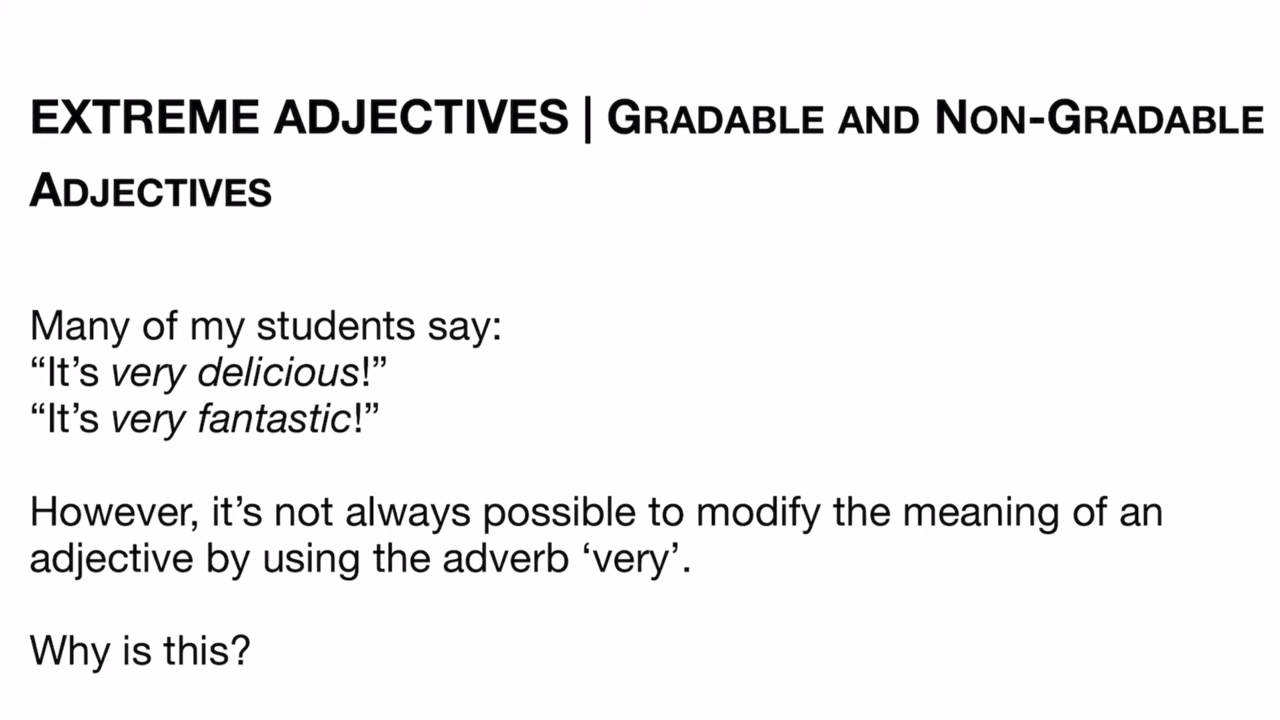 EXTREME ADJECTIVES | GRADABLE AND NON-GRADABLE
ADJECTIVES
Many of my students say:
“It’s very delicious!”
“It’s very fantastic!”
However, it’s not always possible to modify the meaning of an
adjective by using the adverb ‘very’.
Why is this?